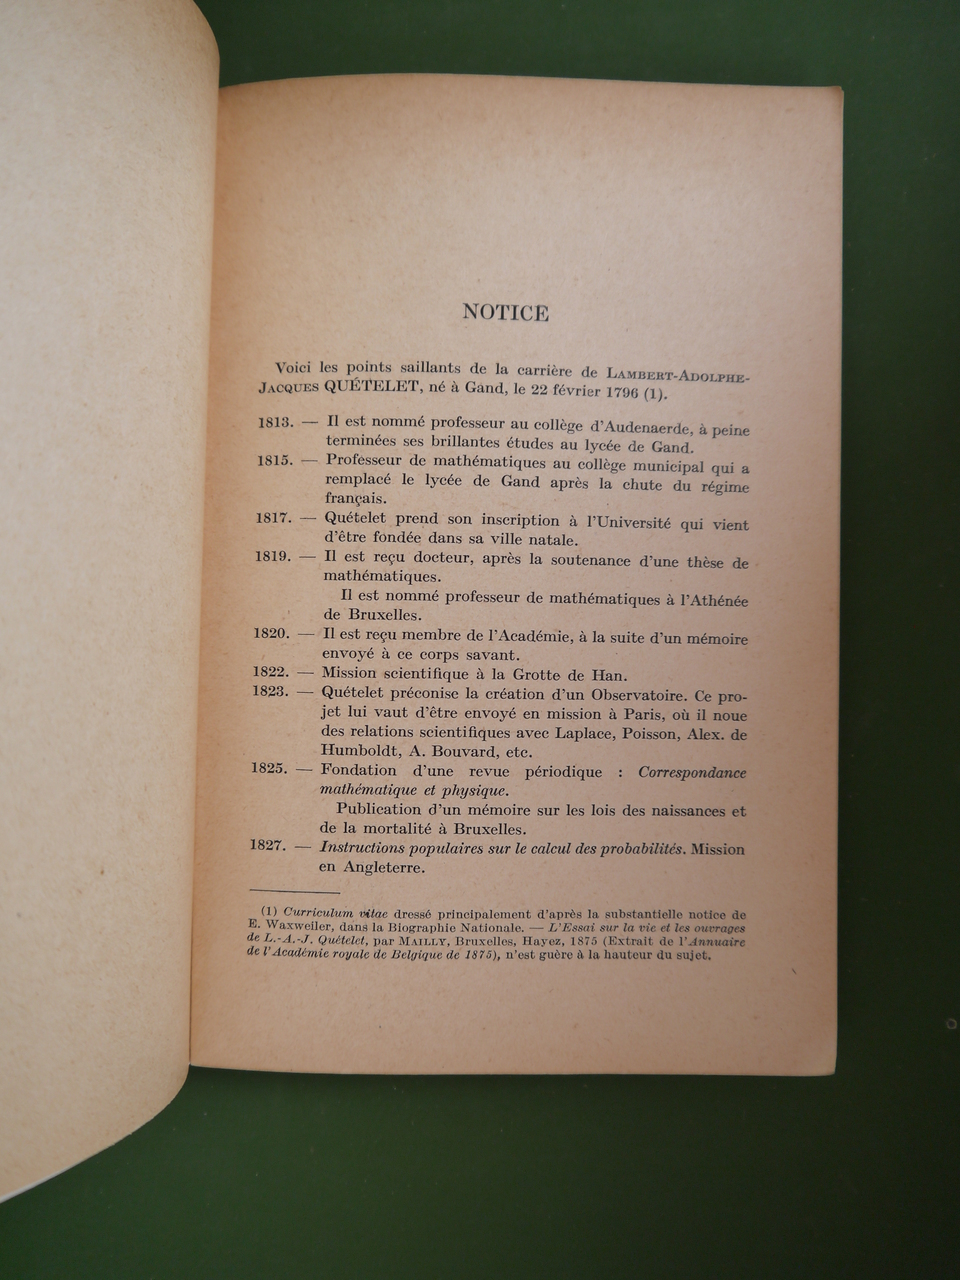 NOTICE
Voici les points saillants de la carrière de LAMBERT-ADOLPHE-
JACQUES QUÉTELET, né à Gand, le 22 février 1796 (1).
1813. — Il est nommé professeur au collège d'Audenaerde, à peine
terminées ses brillantes études au lycée de Gand.
1815. — Professeur de mathématiques au collège municipal qui a
remplacé le lycée de Gand après la chute du régime
français.
1817. — Quételet prend son inscription à l'Université qui vient
d'être fondée dans sa ville natale.
1819. — Il est reçu docteur, après la soutenance d'une thèse de
mathématiques.
Il est nommé professeur de mathématiques à l'Athénée
de Bruxelles.
1820. — Il est reçu membre de l'Académie, à la suite d'un mémoire
envoyé à ce corps savant.
1822. — Mission scientifique à la Grotte de Han.
1823. — Quételet préconise la création d'un Observatoire. Ce pro-
jet lui vaut d'être envoyé en mission à Paris, où il noue
des relations scientifiques avec Laplace, Poisson, Alex. de
Humboldt, A. Bouvard, etc.
1825. — Fondation d'une revue périodique : Correspondance
mathématique et physique.
Publication d'un mémoire sur les lois des naissances et
de la mortalité à Bruxelles.
1827. — Instructions populaires sur le calcul des probabilités. Mission
en Angleterre.
(1) Curriculum vitae dressé principalement d'après la substantielle notice de
E. Waxweiler, dans la Biographie Nationale. — L'Essai sur la vie et les ouvrages
de L.-A.-J. Quételet, par MAILLY, Bruxelles, Hayez, 1875 (Extrait de l'Annuaire
de l'Académie royale de Belgique de 1875), n'est guère à la hauteur du sujet.